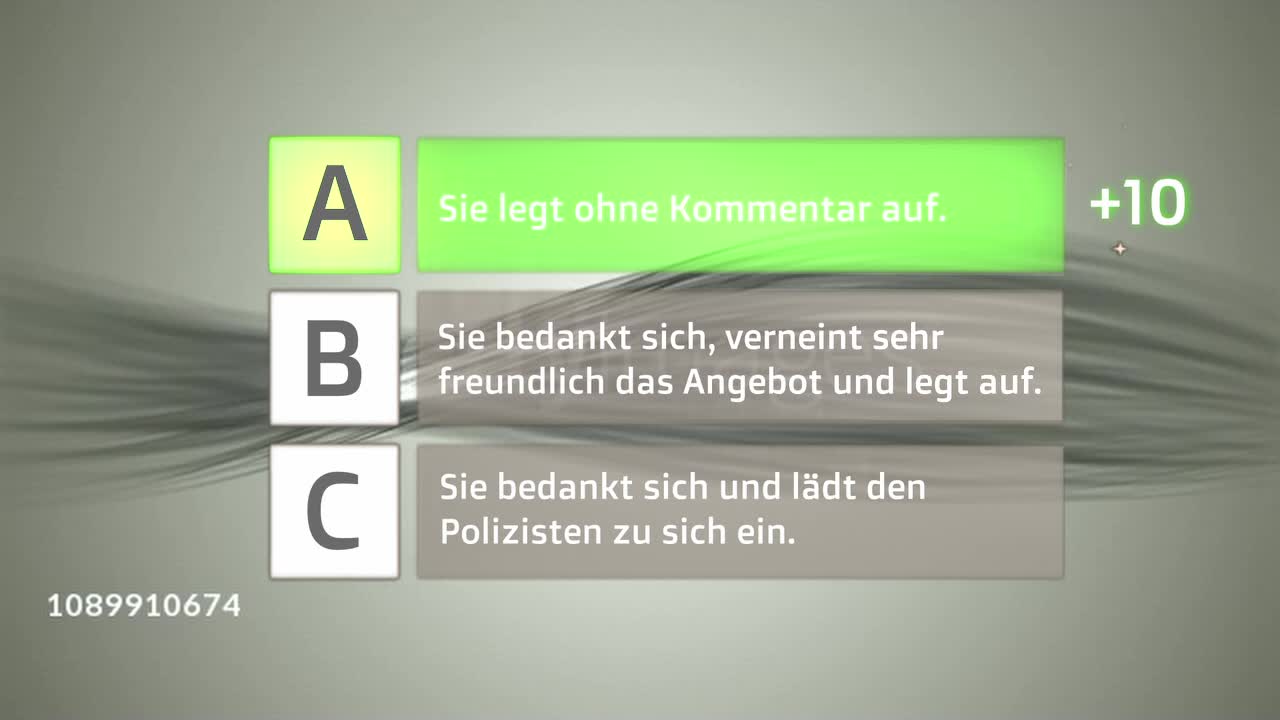 A
Sie legt ohne Kommentar auf.
+10
B
Sie bedankt sich, verneint sehr
freundlich das Angebot und legt auf.
C
Sie bedankt sich und lädt den
Polizisten zu sich ein.
1089910674